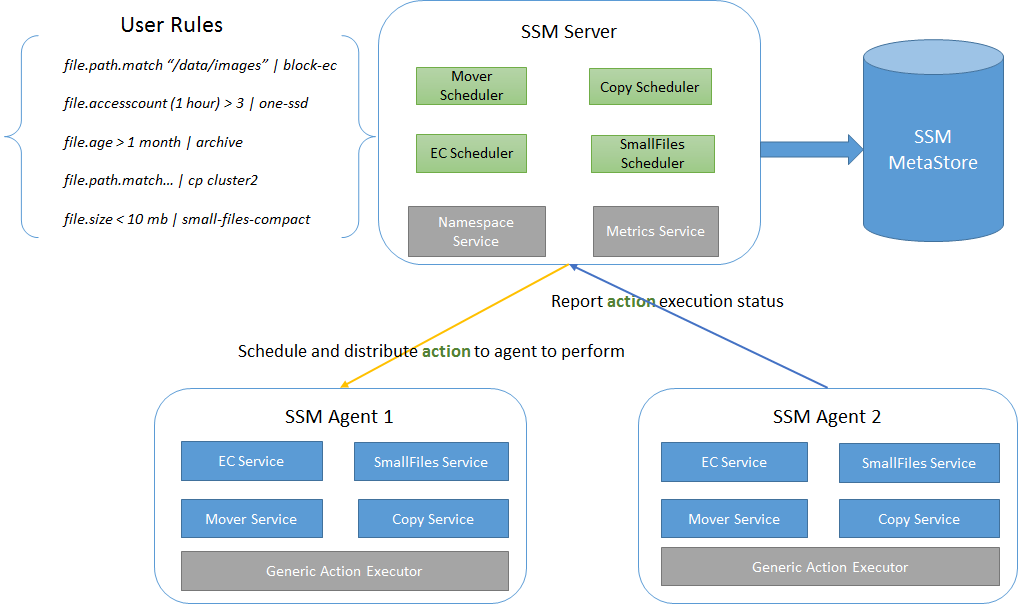 User Rules
file.path.match “/data/images” | block-ec
file.accesscount (1 hour) > 3 | one-ssd
file.age > 1 month | archive
file.path.match... | cp cluster2
file.size < 10 mb | small-files-compact
SSM Server
Mover
Scheduler
Copy Scheduler
EC Scheduler
SmallFiles
Scheduler
Namespace
Service
Metrics Service
SSM
MetaStore
Report action execution status
Schedule and distribute action to agent to perform
SSM Agent 1
EC Service
SmallFiles Service
Mover Service
Copy Service
Generic Action Executor
SSM Agent 2
EC Service
SmallFiles Service
Mover Service
Copy Service
Generic Action Executor